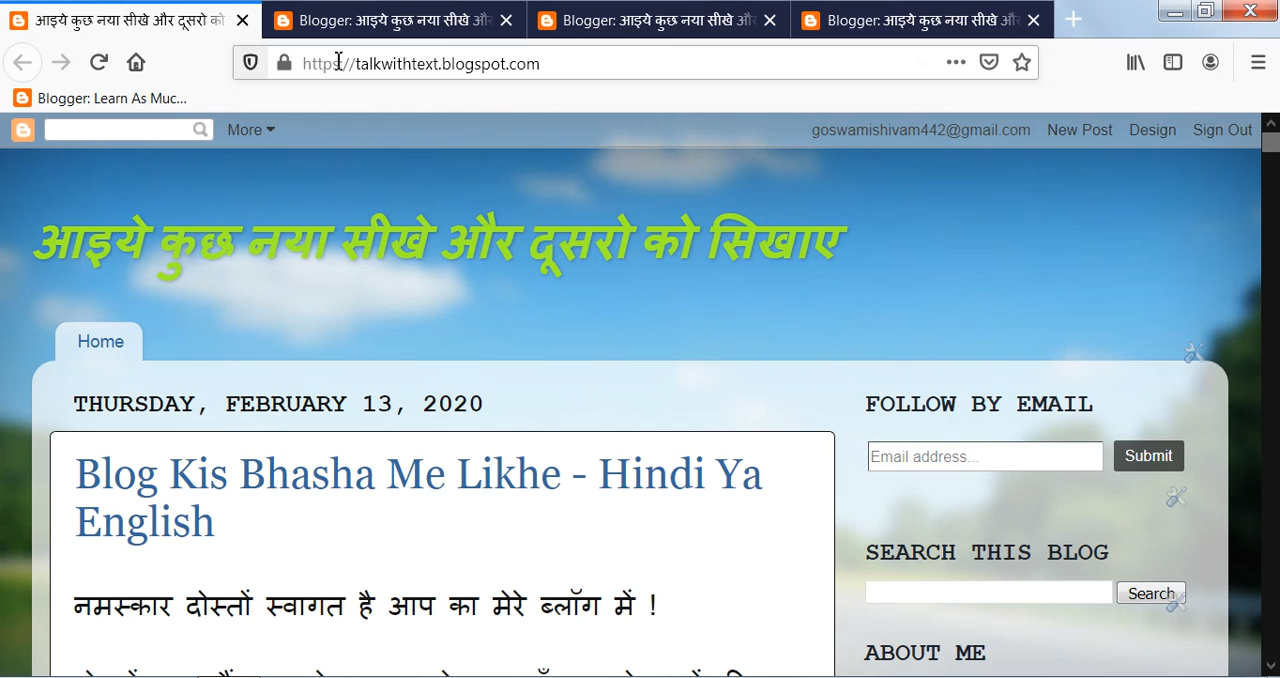 आइये कुछ नया सीखे और दूसरो को
Blogger: आइये कुछ नया सीखे और
Blogger: आइये कुछ नया सीखे और
Blogger: आइये कुछ नया सीखे और
https://talkwithtext.blogspot.com
Blogger: Learn As Muc...
More
goswamishivam442@gmail.com New Post Design Sign Out
आइये कुछ नया सीखे और दूसरो को सिखाए
Home
THURSDAY, FEBRUARY 13, 2020
Blog Kis Bhasha Me Likhe - Hindi Ya
English
नमस्कार दोस्तों स्वागत है आप का मेरे ब्लॉग में !
FOLLOW BY EMAIL
Email address...
Submit
SEARCH THIS BLOG
Search
ABOUT ME